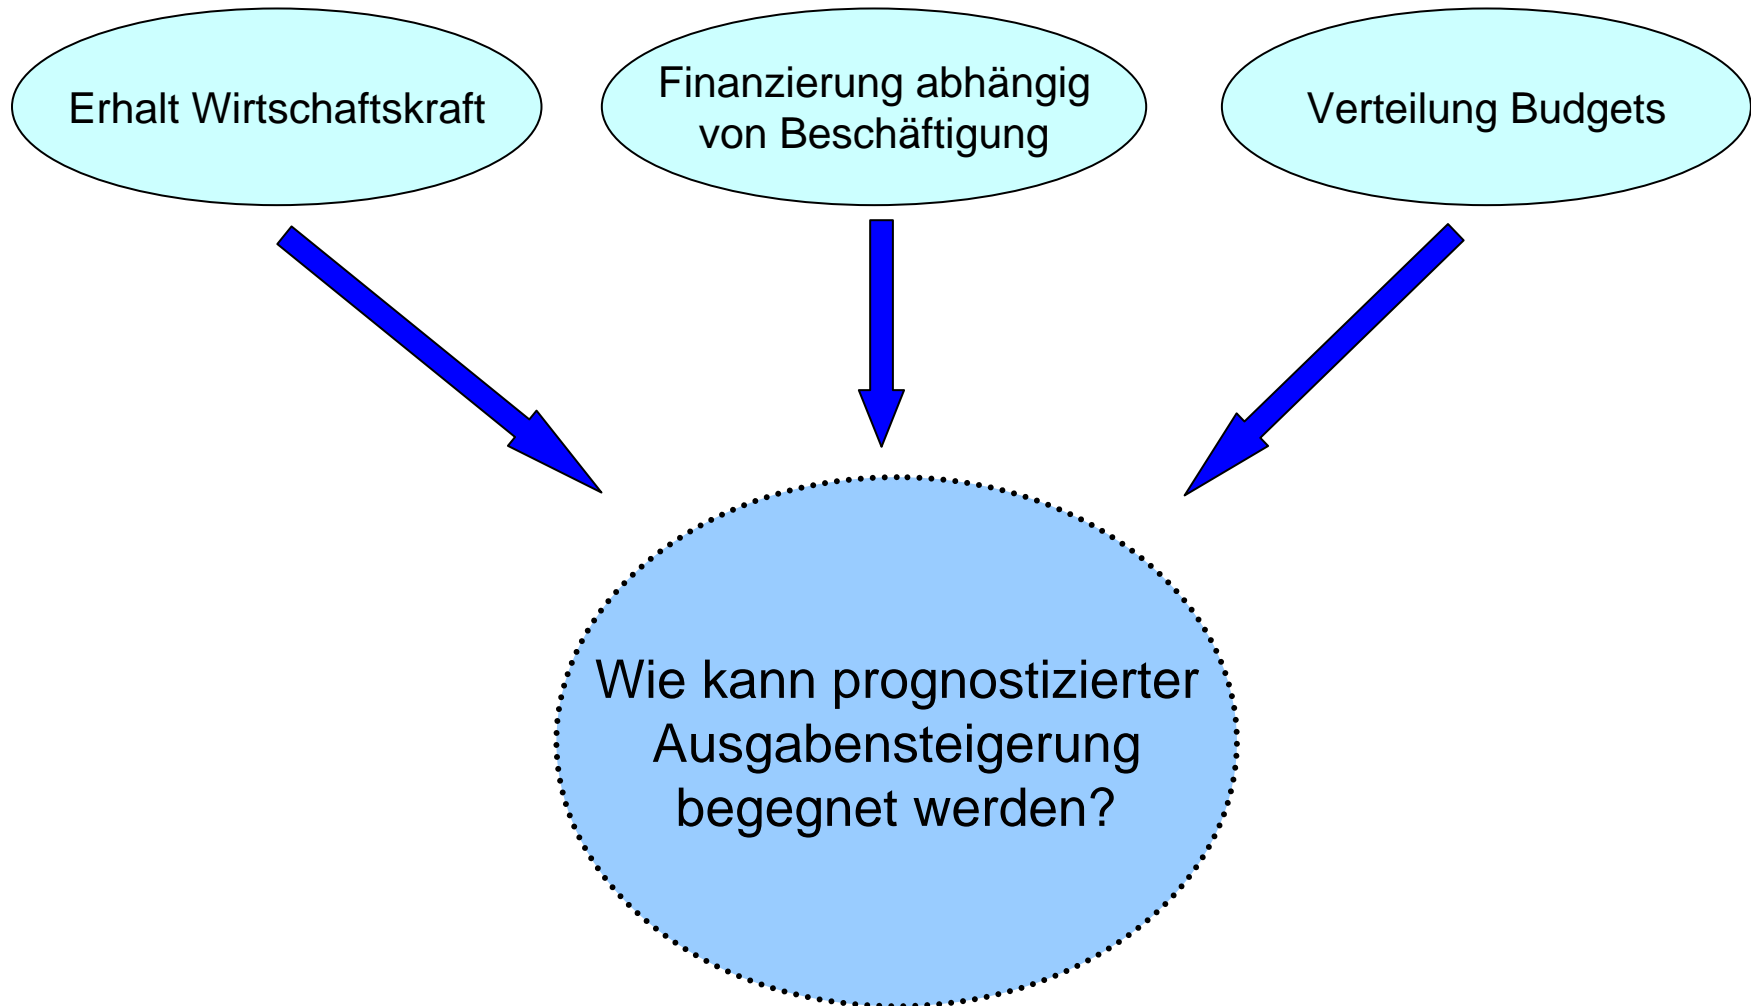 Erhalt Wirtschaftskraft
Finanzierung abhängig
von Beschäftigung
Verteilung Budgets
Wie kann prognostizierter
Ausgabensteigerung
begegnet werden?